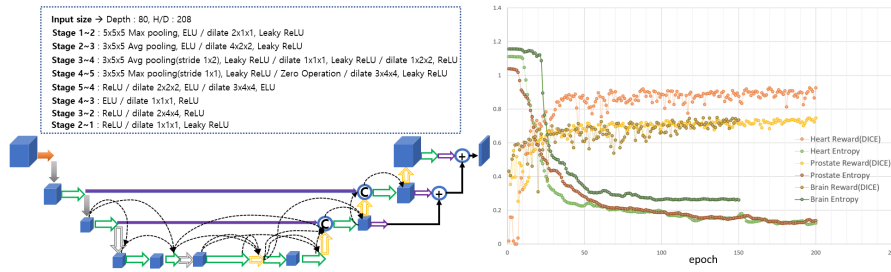 Input size → Depth : 80, H/D : 208
Stage 1~2 : 5x5x5 Max pooling, ELU / dilate 2x1x1, Leaky ReLU
Stage 2~3 : 3x5x5 Avg pooling, ELU / dilate 4x2x2, Leaky ReLU
Stage 3~4 : 3x5x5 Avg pooling(stride 1x2), Leaky ReLU / dilate 1x1x1, Leaky ReLU / dilate 1x2x2, ReLU
Stage 4~5 : 3x5x5 Max pooling(stride 1x1), Leaky ReLU / Zero Operation / dilate 3x4x4, Leaky ReLU
Stage 5~4 : ReLU / dilate 2x2x2, ELU / dilate 3x4x4, ELU
Stage 4~3 : ELU / dilate 1x1x1, ReLU
Stage 3~2 : ReLU / dilate 2x4x4, ReLU
Stage 2~1 : ReLU / dilate 1x1x1, Leaky ReLU
C
C
+
+
1.4
1.2
1
0.8
0.6
0.4
0.2
0
0
50
100
150
200
epoch
Heart Reward(DICE)
Heart Entropy
Prostate Reward(DICE)
Prostate Entropy
Brain Reward(DICE)
Brain Entropy